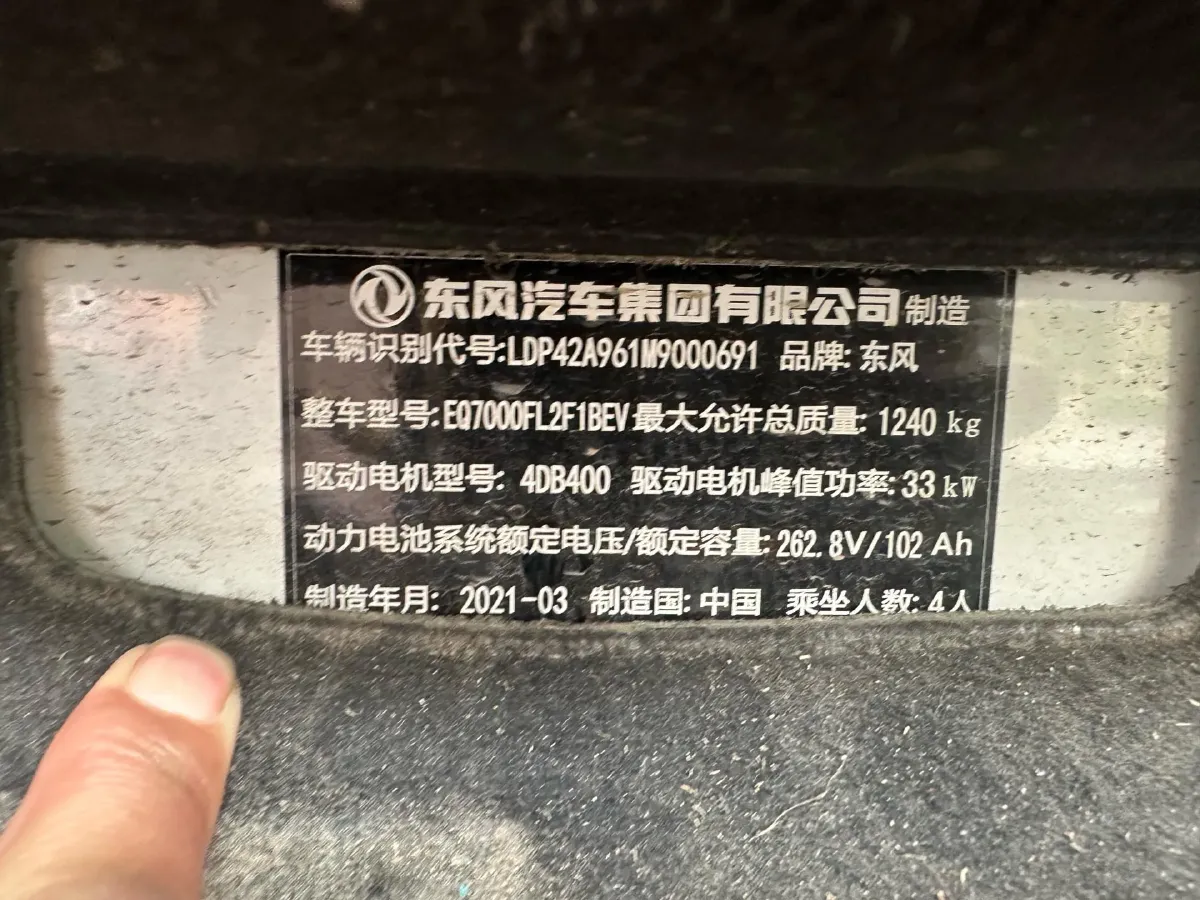 东风汽车集团有限公司制造
车辆识别代号:LDP42A961M9000691 品牌:东风
整车型号:EQ7000FL2F1BEV 最大允许总质量:1240 kg
驱动电机型号: 4DB400 驱动电机峰值功率:33 kW
动力电池系统额定电压/额定容量:262.8V/102 Ah
制造年月: 2021-03 制造国:中国 乘坐人数:4人